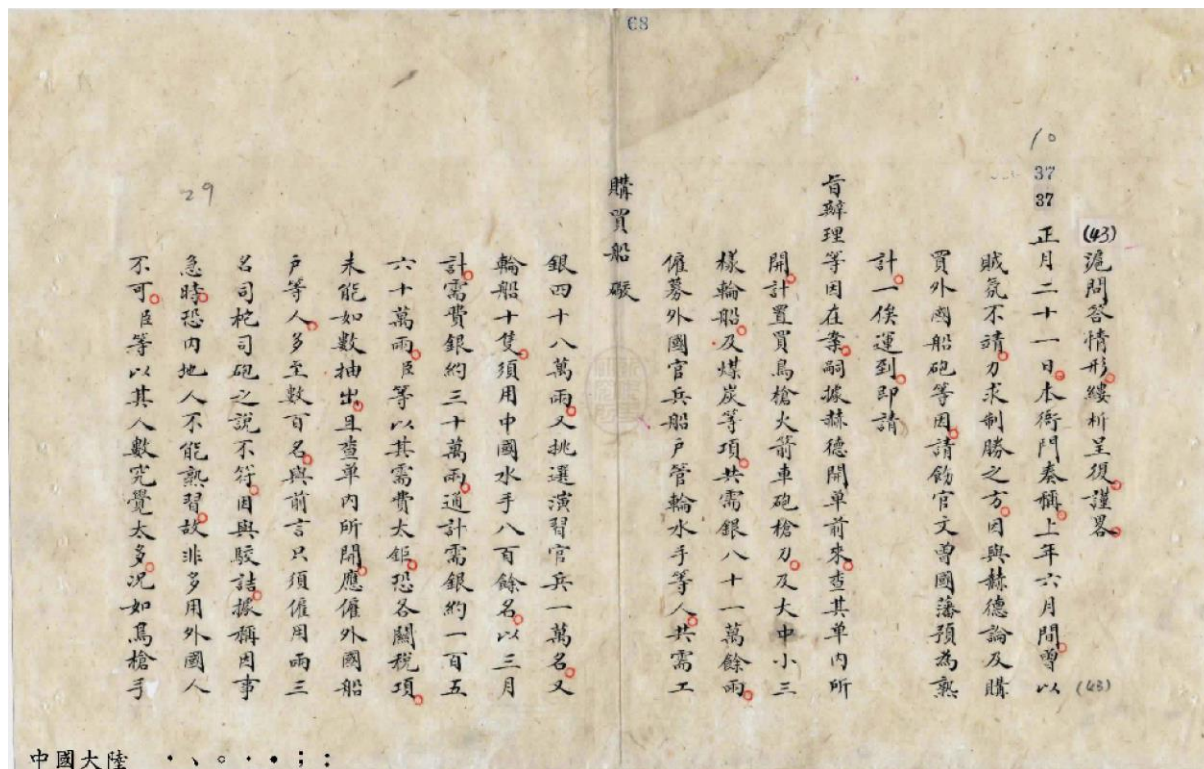 68
10
37
37
(43)滬問答情形縷析呈復謹畧
正月二十一日本衙門奏稱上年六月間曾以
(43)
賊氛不靖力求制勝之方因與赫德論及購
買外國船砲等因請飭官文曾國藩預為熟
計一俟運到即請
旨辦理等因在案嗣據赫德開單前來查其單内所
開計置買鳥槍火箭車砲槍刀及大中小三
樣輪船及煤炭等項共需銀八十一萬餘兩
僱募外國官兵船戶管輪水手等人共需工
購買船礮
銀四十八萬兩又挑選演習官兵一萬名又
輪船十隻須用中國水手八百餘名以三月
計需費銀約三十萬兩通計需銀約一百五
六十萬兩臣等以其需費太鉅恐各關稅項
未能如數抽出且查單内所開應僱外國船
戶等人多至數百名與前言只須僱用兩三
名司柁司砲之説不符因與駁詰據稱因事
急時恐内地人不能熟習故非多用外國人
不可臣等以其人數究覺太多況如鳥槍手
29
中國大陸 ・、○・●；：